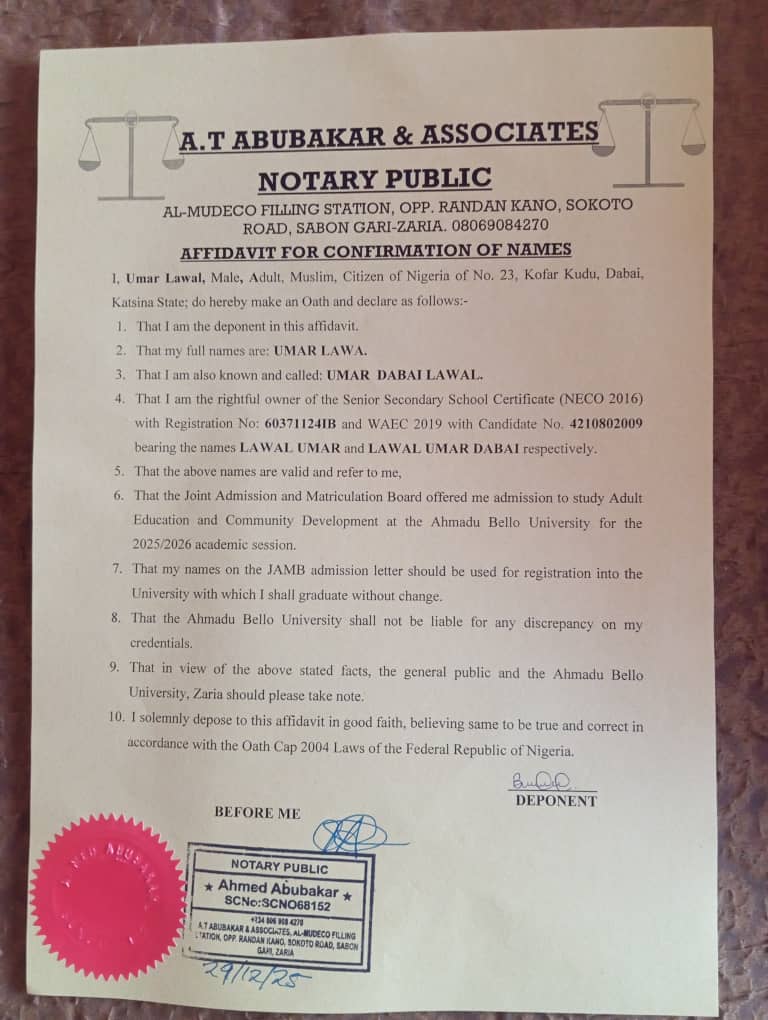 A.T ABUBAKAR & ASSOCIATES
NOTARY PUBLIC
AL-MUDECO FILLING STATION, OPP. RANDAN KANO, SOKOTO
ROAD, SABON GARI-ZARIA. 08069084270
AFFIDAVIT FOR CONFIRMATION OF NAMES
I, Umar Lawal, Male, Adult, Muslim, Citizen of Nigeria of No. 23, Kofar Kudu, Dabai,
Katsina State; do hereby make an Oath and declare as follows:-
1. That I am the deponent in this affidavit.
2. That my full names are: UMAR LAWA.
3. That I am also known and called: UMAR DABAI LAWAL.
4. That I am the rightful owner of the Senior Secondary School Certificate (NECO 2016)
with Registration No: 60371124IB and WAEC 2019 with Candidate No. 4210802009
bearing the names LAWAL UMAR and LAWAL UMAR DABAI respectively.
5. That the above names are valid and refer to me,
6. That the Joint Admission and Matriculation Board offered me admission to study Adult
Education and Community Development at the Ahmadu Bello University for the
2025/2026 academic session.
7. That my names on the JAMB admission letter should be used for registration into the
University with which I shall graduate without change.
8. That the Ahmadu Bello University shall not be liable for any discrepancy on my
credentials.
9. That in view of the above stated facts, the general public and the Ahmadu Bello
University, Zaria should please take note.
10. I solemnly depose to this affidavit in good faith, believing same to be true and correct in
accordance with the Oath Cap 2004 Laws of the Federal Republic of Nigeria.
DEPONENT
BEFORE ME
NOTARY PUBLIC
★ Ahmed Abubakar ★
SCNo:SCNO68152
+234 806 908 4270
A.T ABUBAKAR & ASSOCIATES, AL-MUDECO FILLING
STATION, OPP. RANDAN KANO, SOKOTO ROAD, SABON
GARI, ZARIA
29/12/25
ABUBAKAR